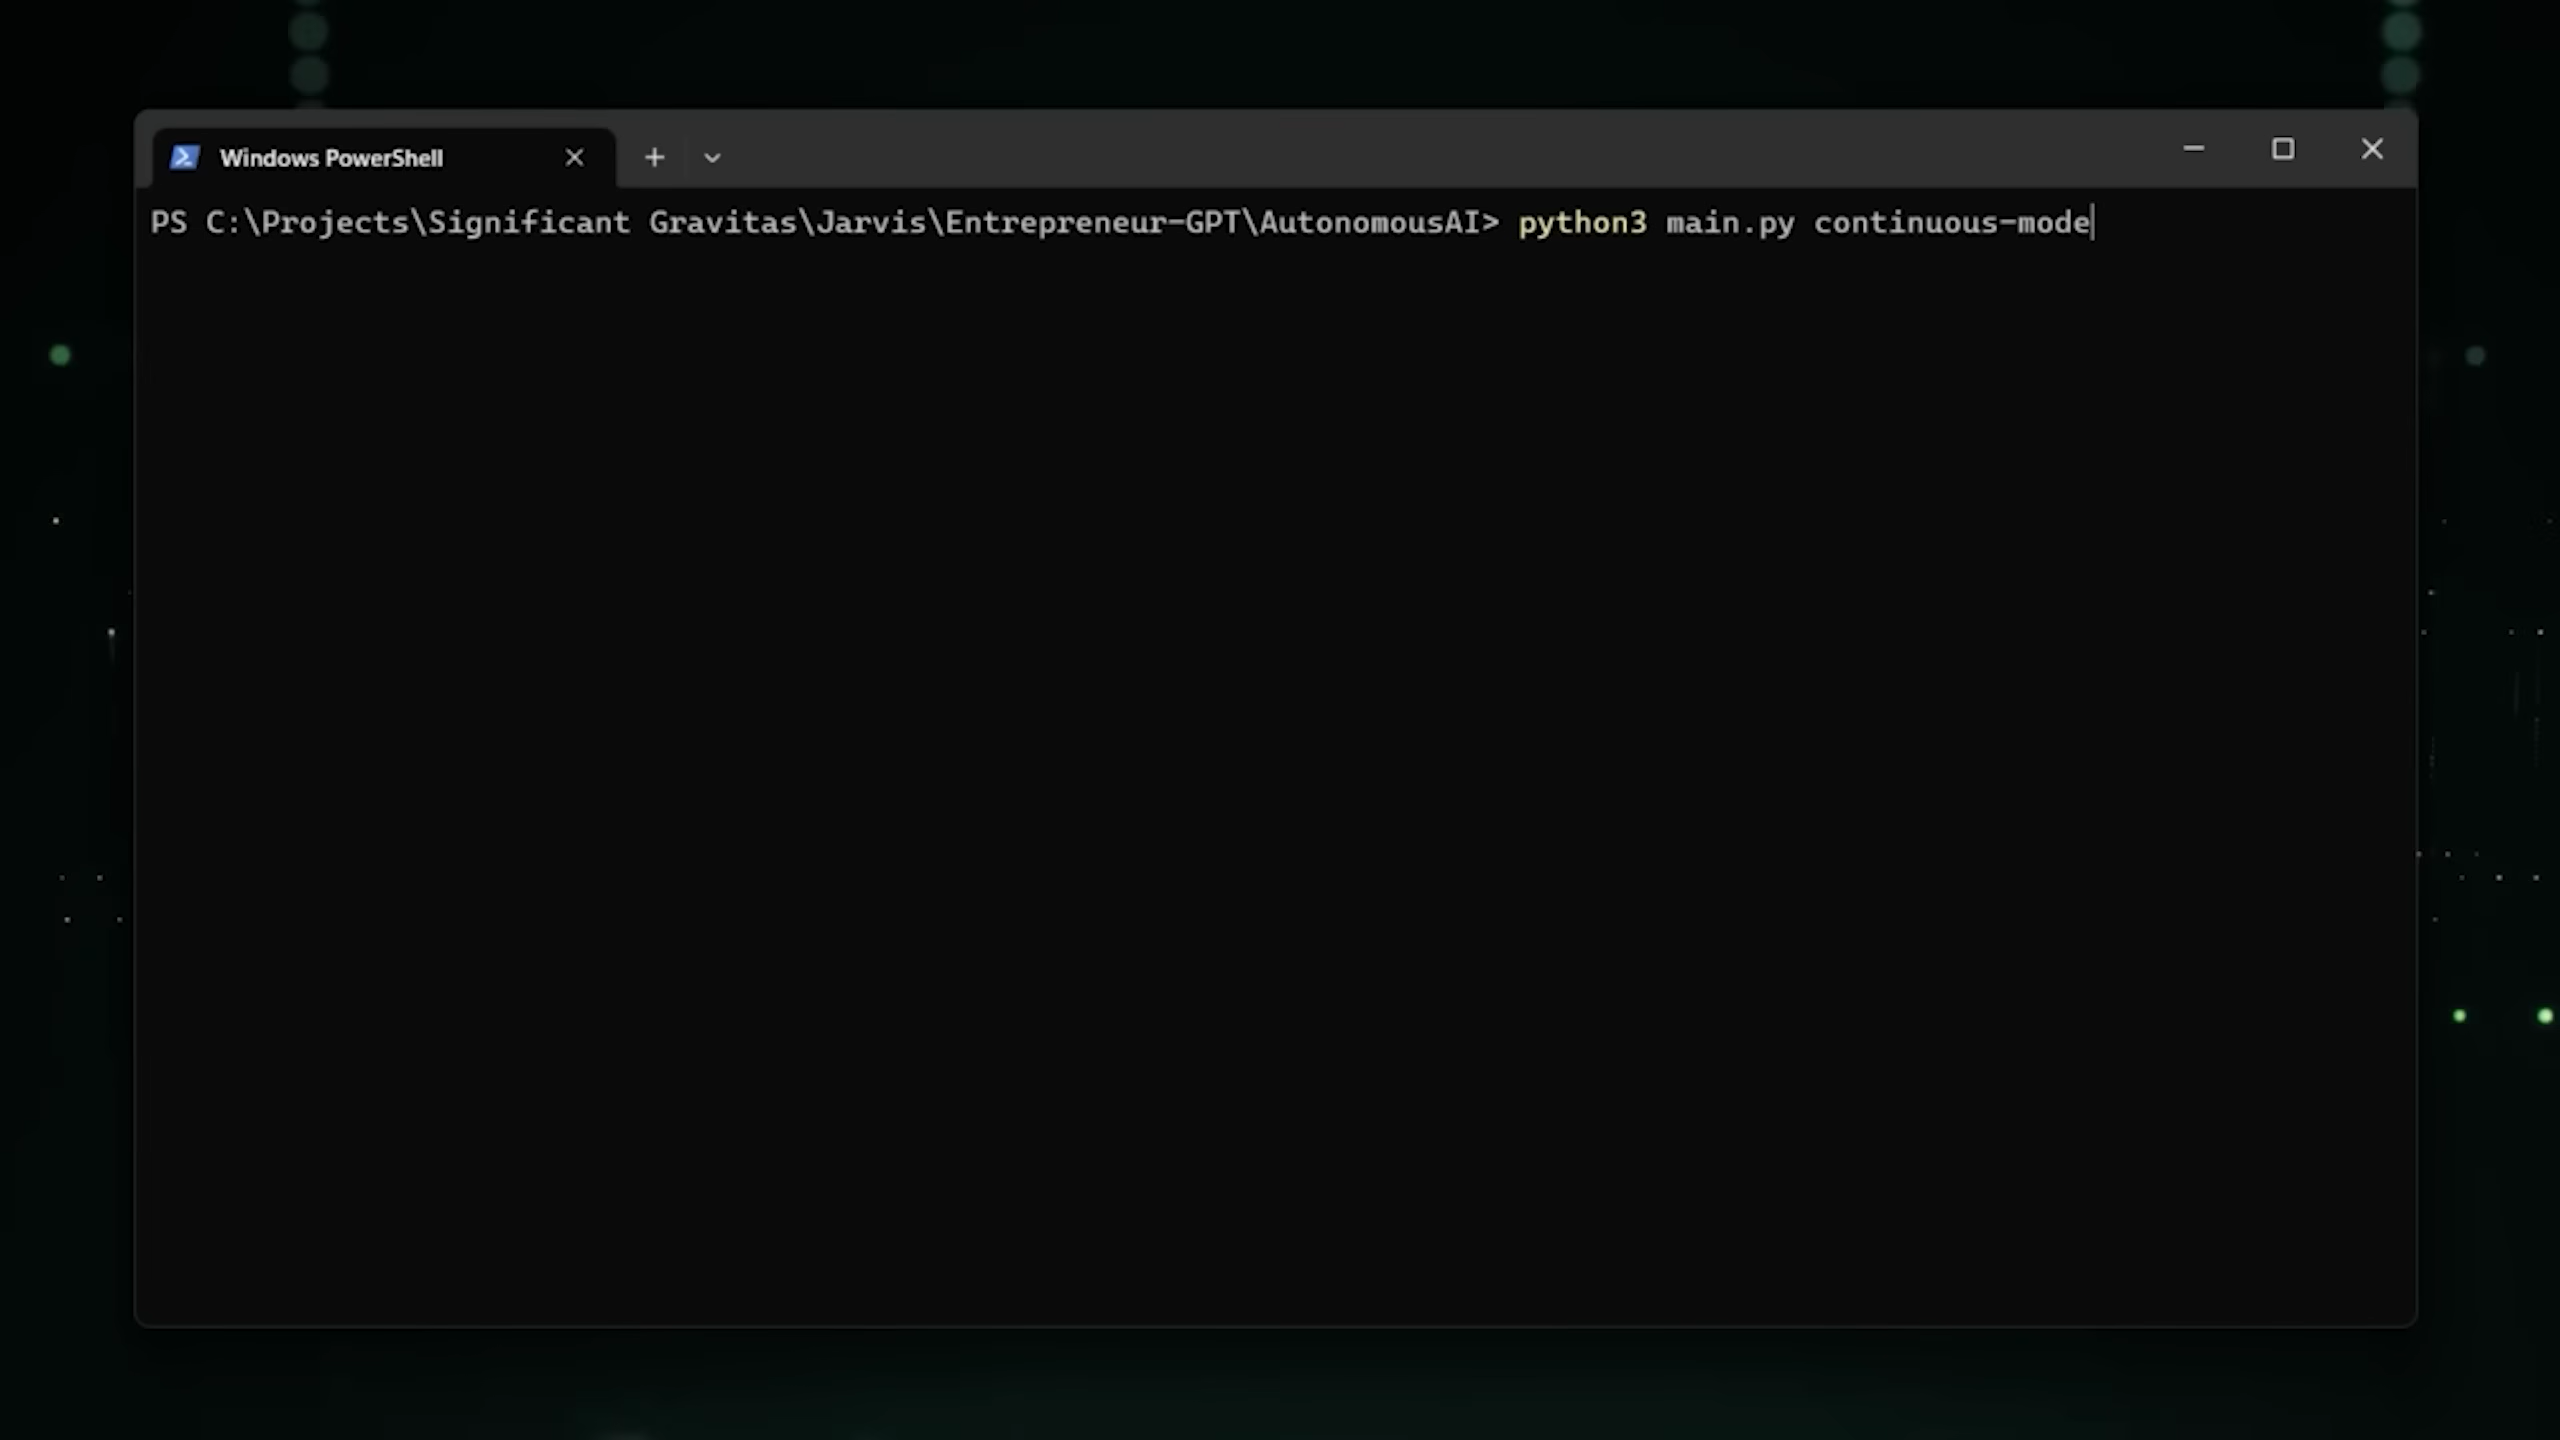 Windows PowerShell
PS C:\Projects\Significant Gravitas\Jarvis\Entrepreneur-GPT\AutonomousAI> python3 main.py continuous-mode